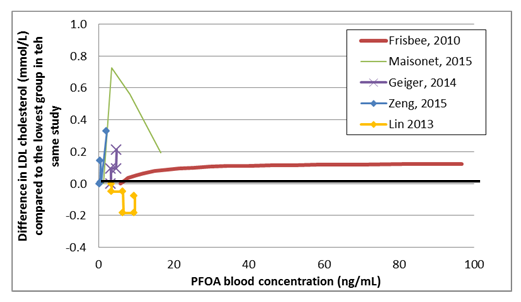 Difference in LDL cholesterol (mmol/L)
compared to the lowest group in teh
same study
1.0
0.8
0.6
0.4
0.2
0.0
-0.2
-0.4
0
20
40
60
80
100
PFOA blood concentration (ng/mL)
Frisbee, 2010
Maisonet, 2015
Geiger, 2014
Zeng, 2015
Lin 2013